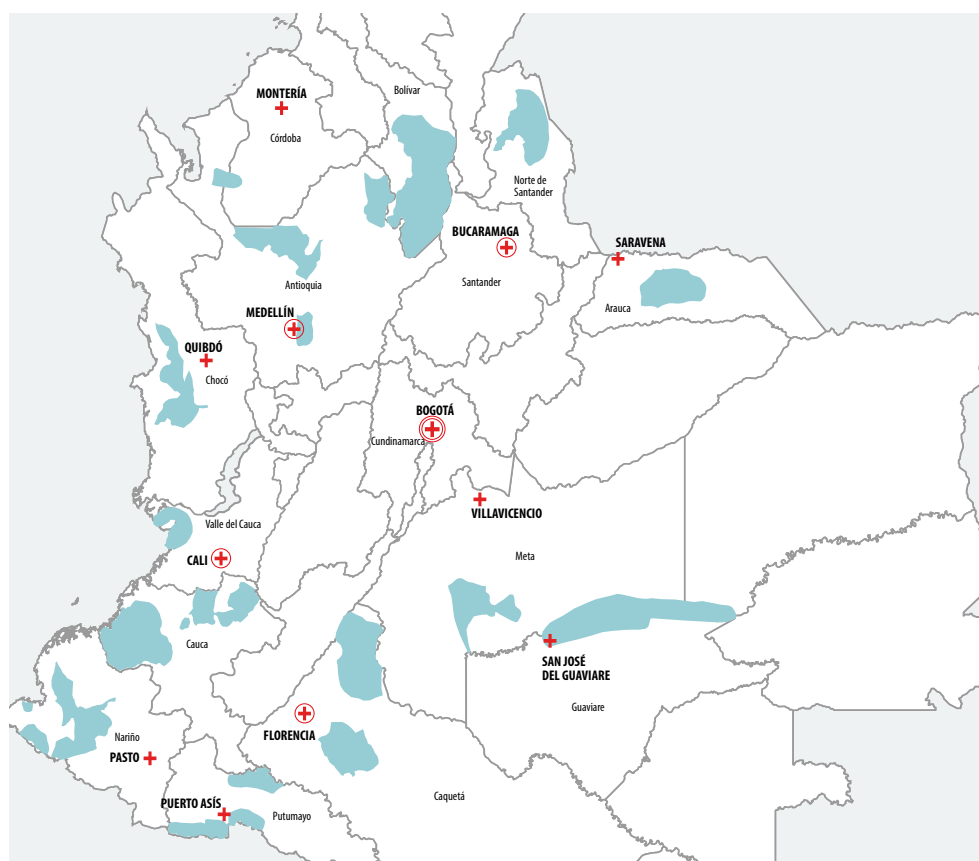 Bolívar
MONTERÍA
Córdoba
Norte de
Santander
BUCARAMAGA
SARAVENA
Santander
Antioquia
Arauca
MEDELLÍN
QUIBDÓ
Chocó
BOGOTÁ
Cundinamarca
VILLAVICENCIO
Valle del Cauca
Meta
CALI
Cauca
SAN JOSÉ
DEL GUAVIARE
Guaviare
FLORENCIA
Nariño
PASTO
Caquetá
PUERTO ASÍS
Putumayo